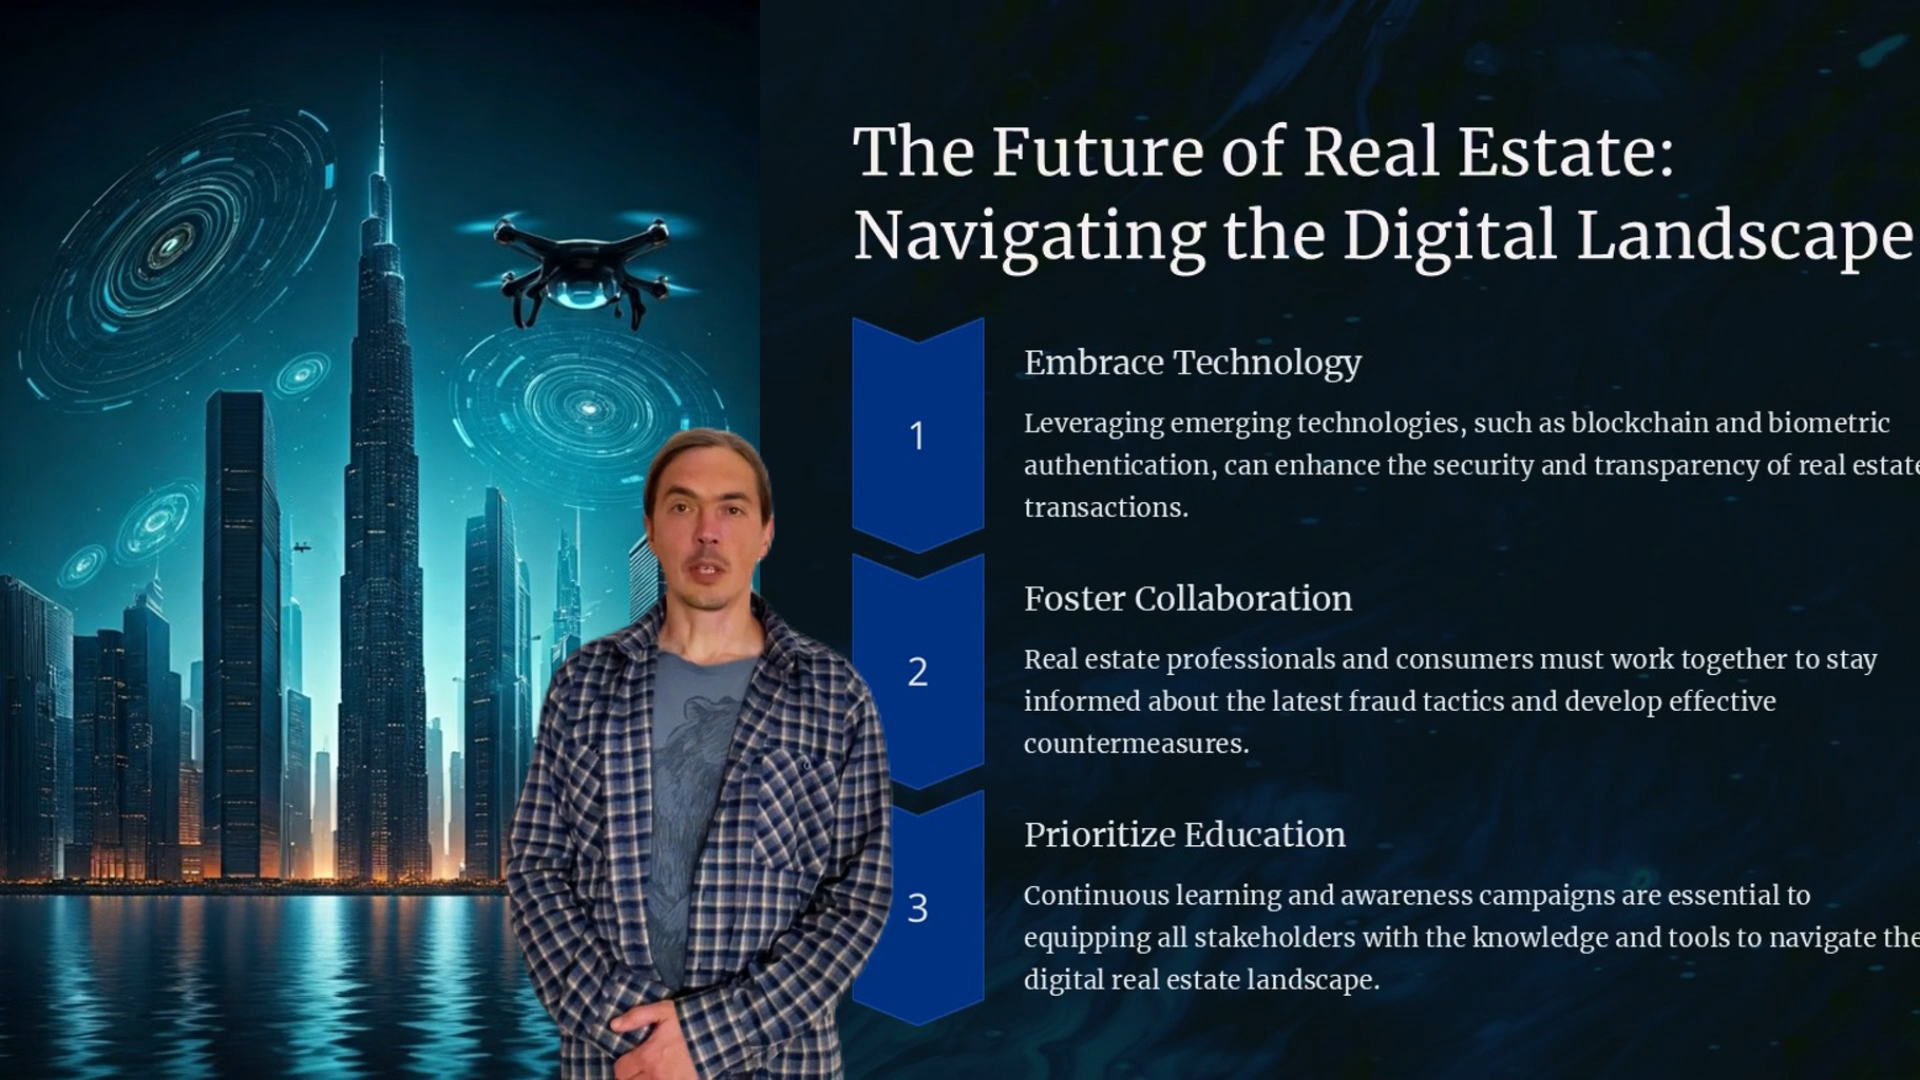 The Future of Real Estate:
Navigating the Digital Landscape
1
Embrace Technology
Leveraging emerging technologies, such as blockchain and biometric
authentication, can enhance the security and transparency of real estate
transactions.
2
Foster Collaboration
Real estate professionals and consumers must work together to stay
informed about the latest fraud tactics and develop effective
countermeasures.
3
Prioritize Education
Continuous learning and awareness campaigns are essential to
equipping all stakeholders with the knowledge and tools to navigate the
digital real estate landscape.